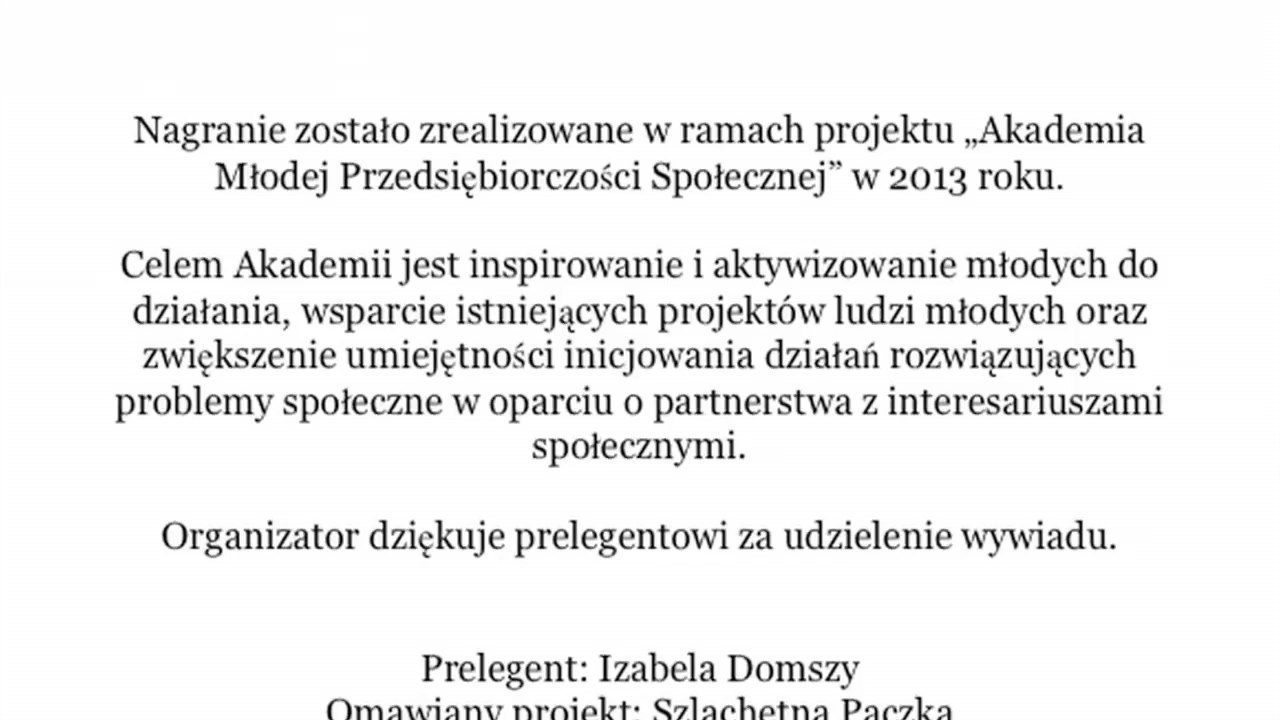 Nagranie zostało zrealizowane w ramach projektu „Akademia
Młodej Przedsiębiorczości Społecznej” w 2013 roku.
Celem Akademii jest inspirowanie i aktywizowanie młodych do
działania, wsparcie istniejących projektów ludzi młodych oraz
zwiększenie umiejętności inicjowania działań rozwiązujących
problemy społeczne w oparciu o partnerstwa z interesariuszami
społecznymi.
Organizator dziękuje prelegentowi za udzielenie wywiadu.
Prelegent: Izabela Domszy
Omawiany projekt: Szlachetna Paczka